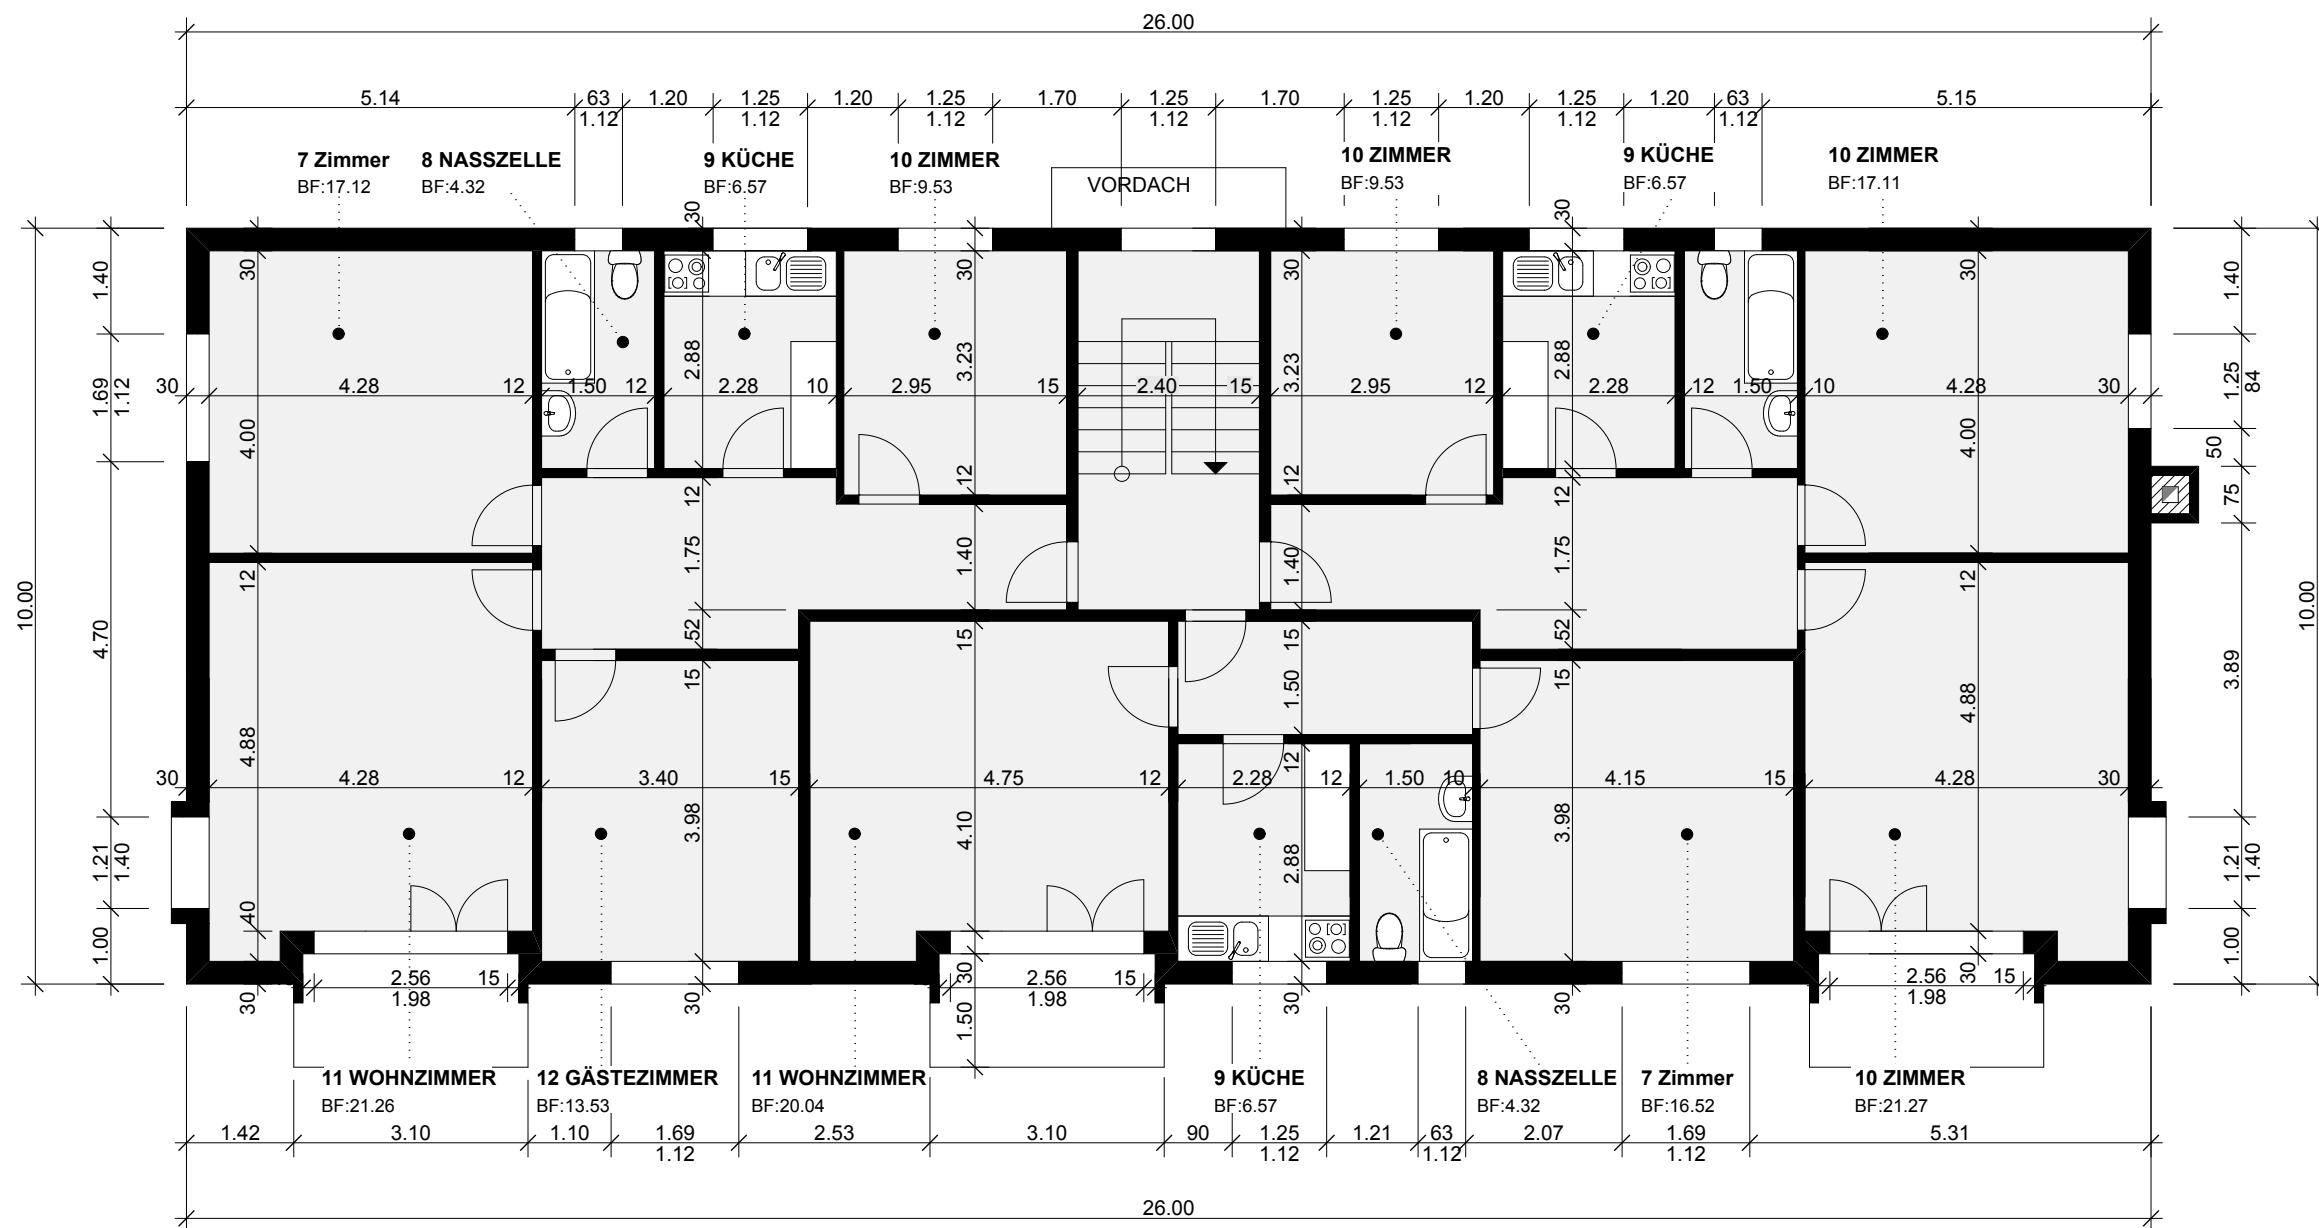 26.00
5.14 63 1.20 1.25 1.20 1.25 1.70 1.25 1.70 1.25 1.20 1.25 1.20 63 5.15
1.12 1.12 1.12 1.12 1.12 1.12 1.12
7 Zimmer
BF:17.12
8 NASSZELLE
BF:4.32
9 KÜCHE
BF:6.57
10 ZIMMER
BF:9.53
VORDACH
10 ZIMMER
BF:9.53
9 KÜCHE
BF:6.57
10 ZIMMER
BF:17.11
30 30
30 30 30 30
1.40 1.40
2.88 3.23 3.23 2.88
1.69 1.12 1.25 84
30 4.28 12 1.50 12 2.28 10 2.95 15 2.40 15 2.95 12 2.28 12 1.50 10 4.28 30
4.00 4.00
50
75
12 12 12 12
10.00 10.00
12 1.75 1.40 1.40 1.75 12
4.70 3.89
52 15 15 52
15 1.50 15
4.88 4.88
30 4.28 12 3.40 15 4.75 12 2.28 12 1.50 10 4.15 15 4.28 30
12
3.98 4.10 2.88 3.98
1.21 1.40 1.21 1.40
40
1.00 1.00
30 30
2.56 15 2.56 15 2.56 15
1.98 1.98 1.98
30 30 30 30
1.50
11 WOHNZIMMER
BF:21.26
12 GÄSTEZIMMER
BF:13.53
11 WOHNZIMMER
BF:20.04
9 KÜCHE
BF:6.57
8 NASSZELLE
BF:4.32
7 Zimmer
BF:16.52
10 ZIMMER
BF:21.27
1.42 3.10 1.10 1.69 2.53 3.10 90 1.25 1.21 63 2.07 1.69 5.31
1.12 1.12 1.12 1.12
26.00